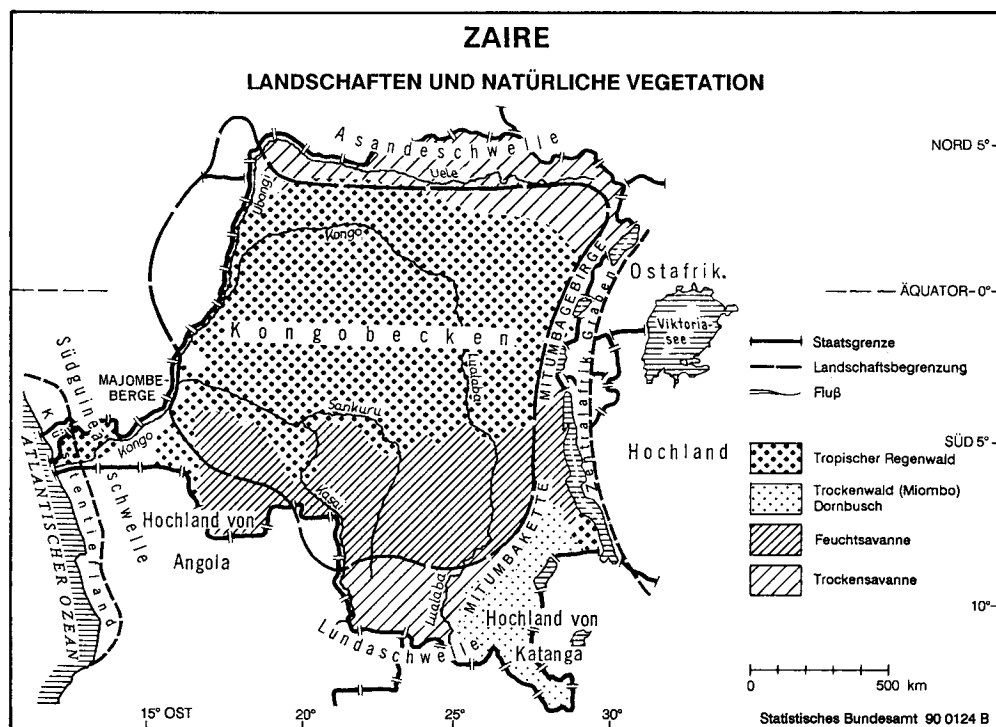 ZAIRE
LANDSCHAFTEN UND NATÜRLICHE VEGETATION
Asandeschwelle
NORD 5°
Uele
Ubangi
Kongo
Ostafrik.
ÄQUATOR 0°
MITUMBAGEBIRGE
Zentralafrik. Graben
Viktoria-
see
Kongobecken
Lualaba
Staatsgrenze
Landschaftsbegrenzung
Fluß
Südguineaschwelle
MAJOMBE-
BERGE
Sankuru
Kongo
Küstentiefland
ATLANTISCHER OZEAN
SÜD 5°
Hochland
Tropischer Regenwald
Trockenwald (Miombo)
Dornbusch
Feuchtsavanne
Trockensavanne
Kasai
Hochland von
Angola
MITUMBAKETTE
Lualaba
Hochland von
Katanga
Lundaschwelle
10°
0 500 km
15° OST 20° 25° 30°
Statistisches Bundesamt 90 0124 B